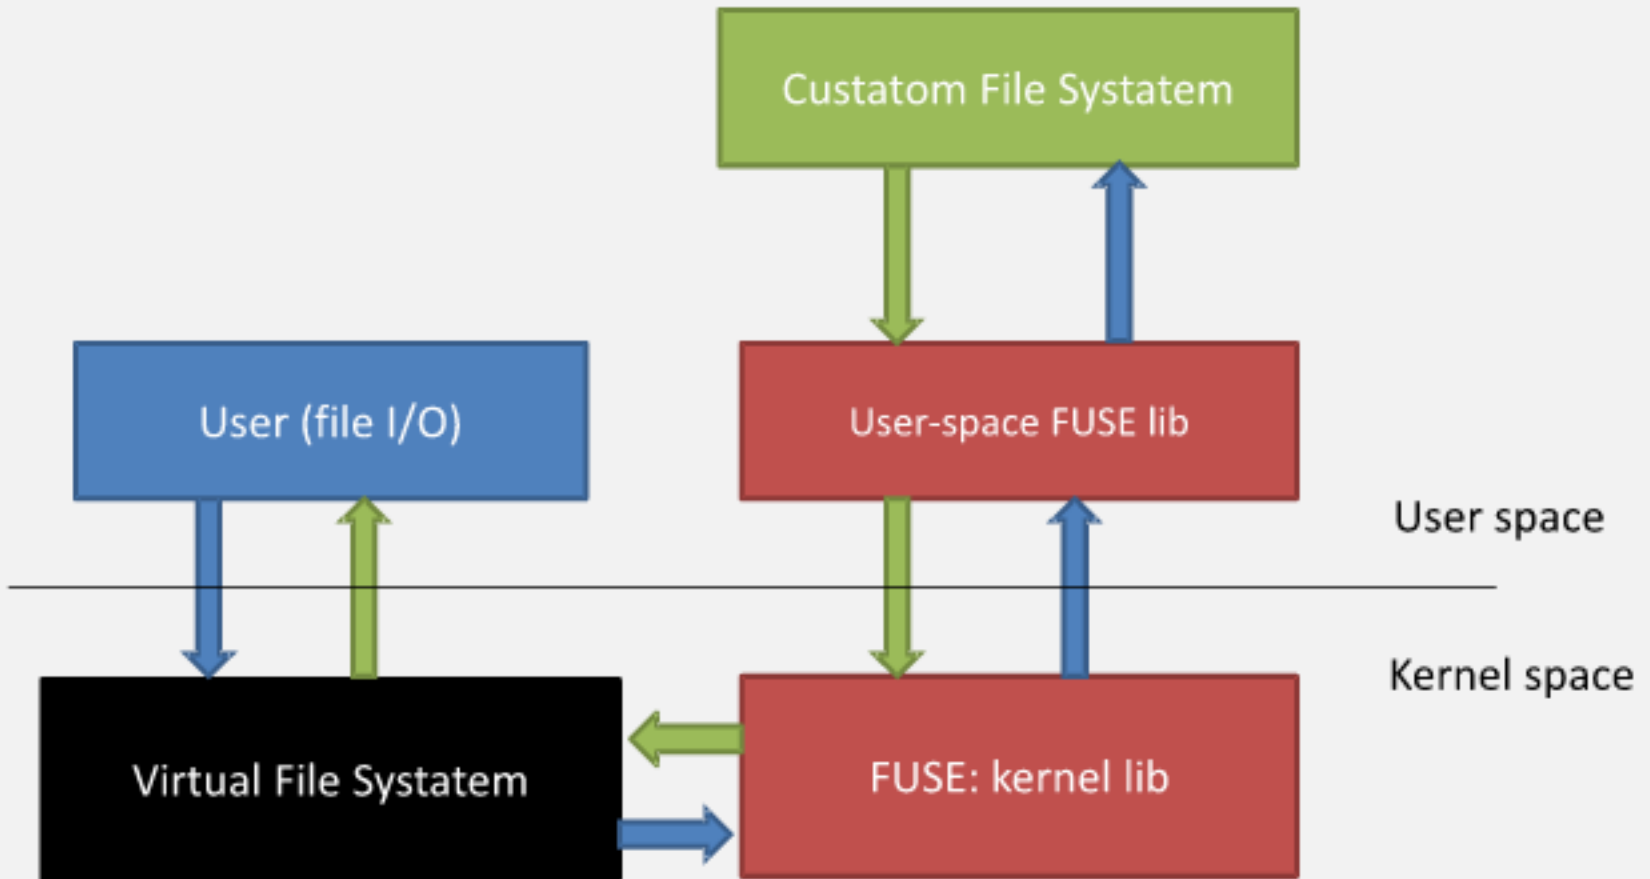 Custatom File Systatem
User (file I/O)
User-space FUSE lib
User space
Kernel space
Virtual File Systatem
FUSE: kernel lib